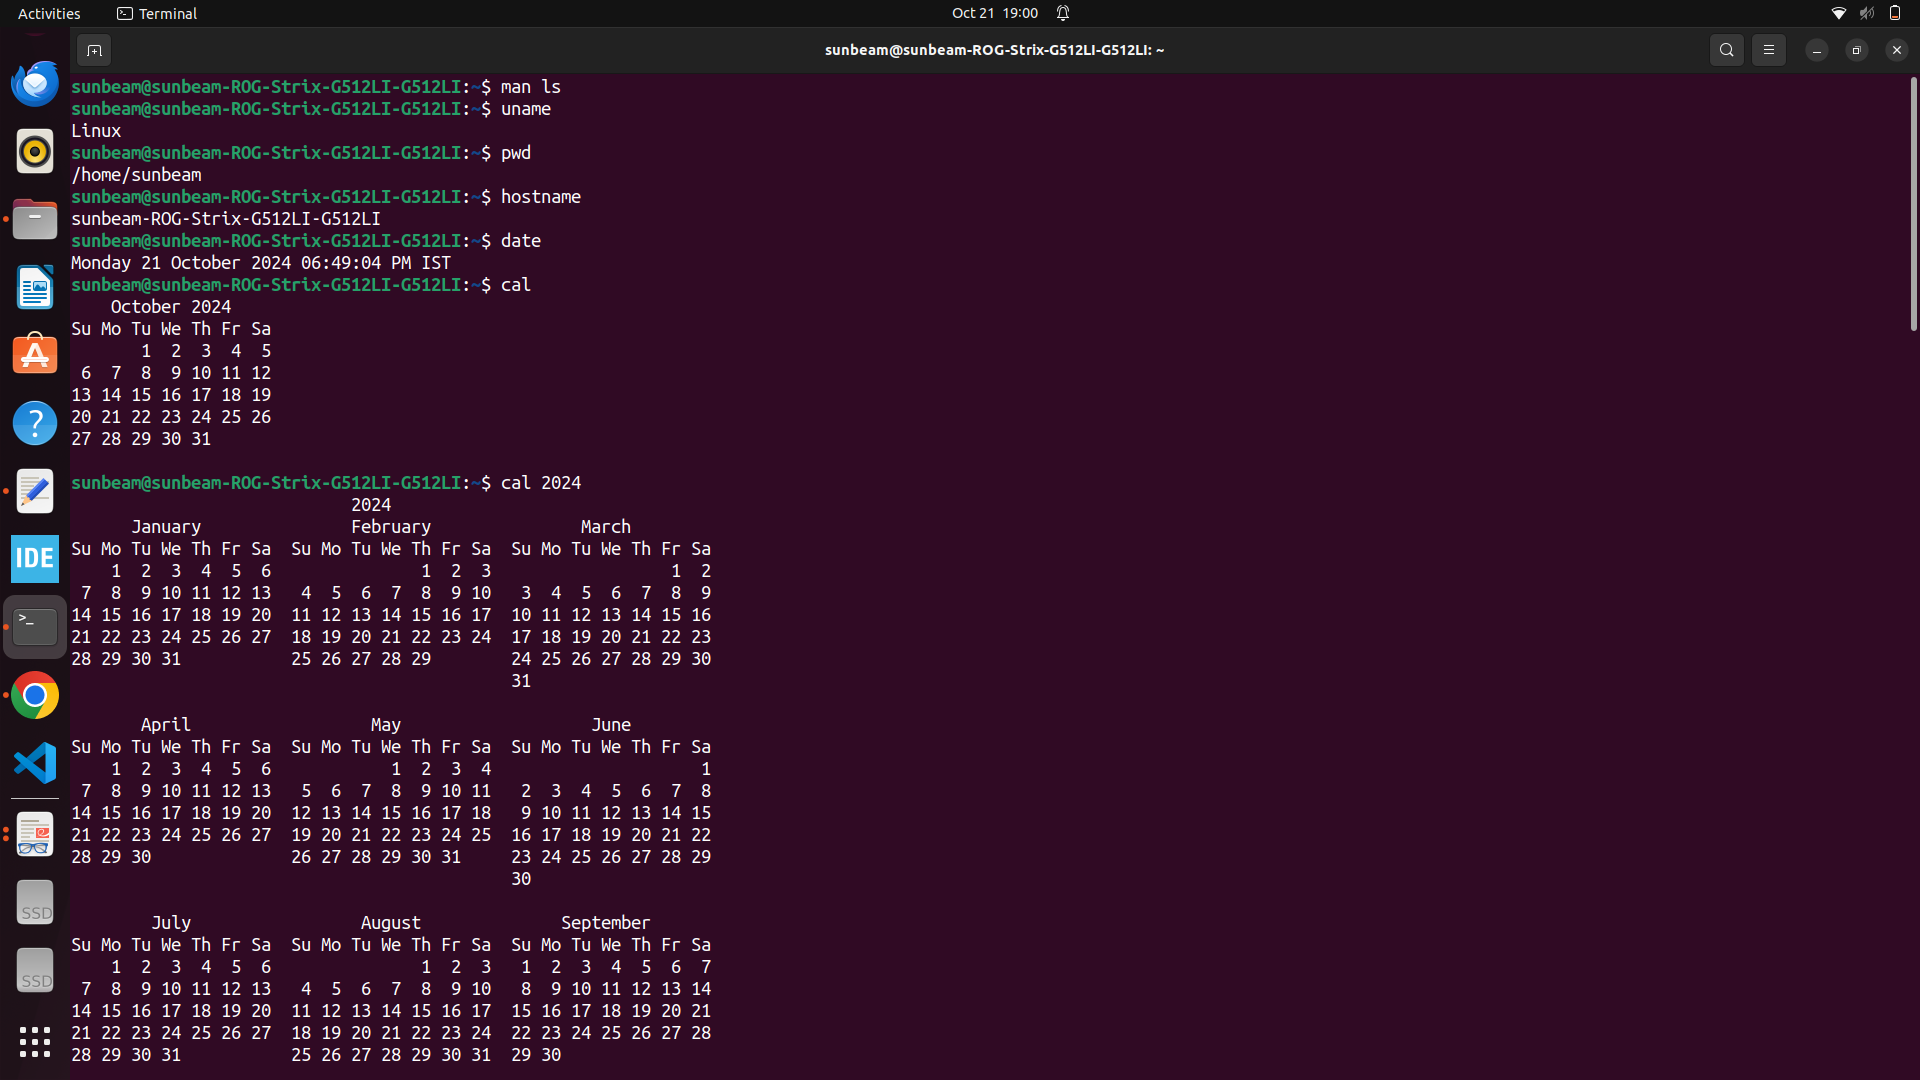 Activities Terminal Oct 21 19:00
sunbeam@sunbeam-ROG-Strix-G512LI-G512LI: ~
sunbeam@sunbeam-ROG-Strix-G512LI-G512LI:~$ man ls
sunbeam@sunbeam-ROG-Strix-G512LI-G512LI:~$ uname
Linux
sunbeam@sunbeam-ROG-Strix-G512LI-G512LI:~$ pwd
/home/sunbeam
sunbeam@sunbeam-ROG-Strix-G512LI-G512LI:~$ hostname
sunbeam-ROG-Strix-G512LI-G512LI
sunbeam@sunbeam-ROG-Strix-G512LI-G512LI:~$ date
Monday 21 October 2024 06:49:04 PM IST
sunbeam@sunbeam-ROG-Strix-G512LI-G512LI:~$ cal
    October 2024
Su Mo Tu We Th Fr Sa
       1  2  3  4  5
 6  7  8  9 10 11 12
13 14 15 16 17 18 19
20 21 22 23 24 25 26
27 28 29 30 31
sunbeam@sunbeam-ROG-Strix-G512LI-G512LI:~$ cal 2024
                            2024
      January               February               March
Su Mo Tu We Th Fr Sa  Su Mo Tu We Th Fr Sa  Su Mo Tu We Th Fr Sa
    1  2  3  4  5  6               1  2  3                  1  2
 7  8  9 10 11 12 13   4  5  6  7  8  9 10   3  4  5  6  7  8  9
14 15 16 17 18 19 20  11 12 13 14 15 16 17  10 11 12 13 14 15 16
21 22 23 24 25 26 27  18 19 20 21 22 23 24  17 18 19 20 21 22 23
28 29 30 31           25 26 27 28 29        24 25 26 27 28 29 30
                                            31
       April                  May                   June
Su Mo Tu We Th Fr Sa  Su Mo Tu We Th Fr Sa  Su Mo Tu We Th Fr Sa
    1  2  3  4  5  6            1  2  3  4                     1
 7  8  9 10 11 12 13   5  6  7  8  9 10 11   2  3  4  5  6  7  8
14 15 16 17 18 19 20  12 13 14 15 16 17 18   9 10 11 12 13 14 15
21 22 23 24 25 26 27  19 20 21 22 23 24 25  16 17 18 19 20 21 22
28 29 30              26 27 28 29 30 31     23 24 25 26 27 28 29
                                            30
        July                 August              September
Su Mo Tu We Th Fr Sa  Su Mo Tu We Th Fr Sa  Su Mo Tu We Th Fr Sa
    1  2  3  4  5  6               1  2  3   1  2  3  4  5  6  7
 7  8  9 10 11 12 13   4  5  6  7  8  9 10   8  9 10 11 12 13 14
14 15 16 17 18 19 20  11 12 13 14 15 16 17  15 16 17 18 19 20 21
21 22 23 24 25 26 27  18 19 20 21 22 23 24  22 23 24 25 26 27 28
28 29 30 31           25 26 27 28 29 30 31  29 30
IDE
>_
SSD
SSD